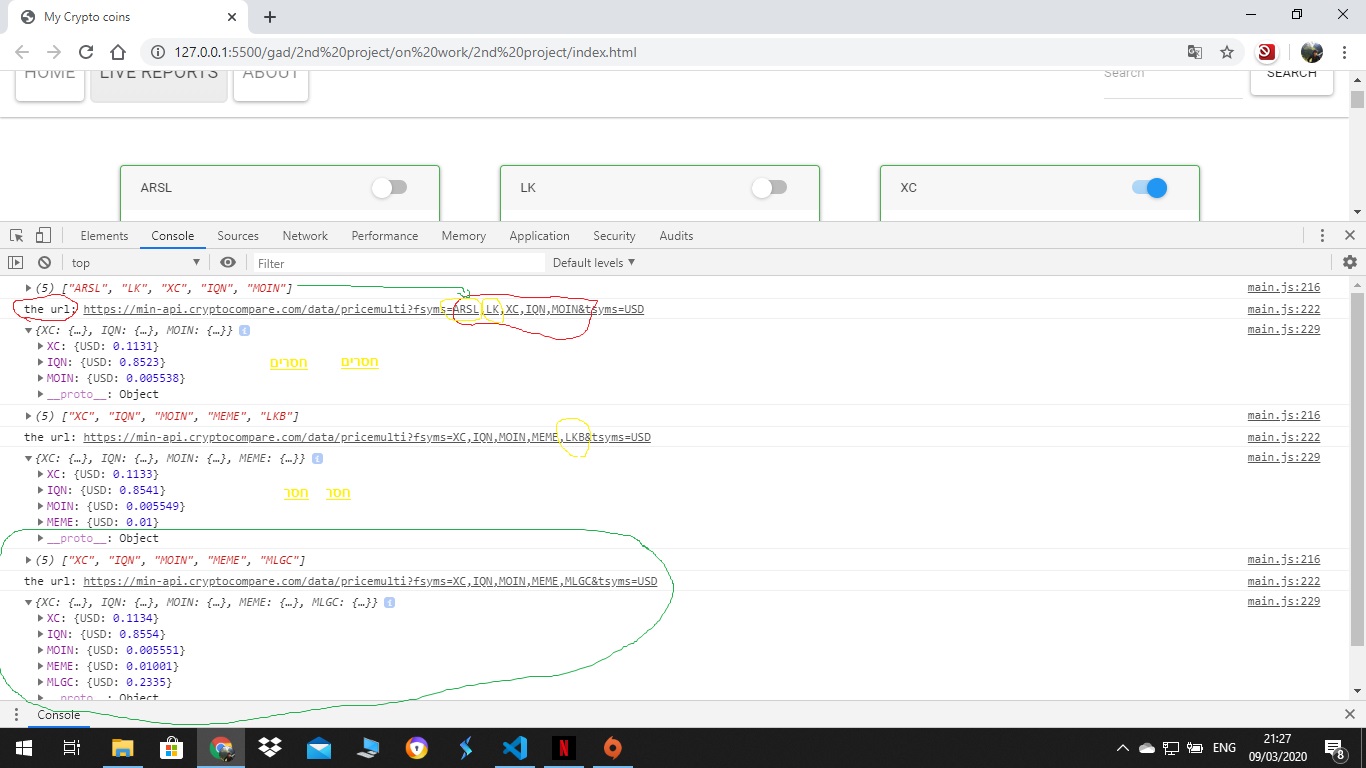 My Crypto coins
127.0.0.1:5500/gad/2nd%20project/on%20work/2nd%20project/index.html
HOME LIVE REPORTS ABOUT Search SEARCH
ARSL LK XC
Elements Console Sources Network Performance Memory Application Security Audits
top Filter Default levels ▼
(5) ["ARSL", "LK", "XC", "IQN", "MOIN"] main.js:216
the url: https://min-api.cryptocompare.com/data/pricemulti?fsyms=ARSL,LK,XC,IQN,MOIN&tsyms=USD main.js:222
{XC: {…}, IQN: {…}, MOIN: {…}} main.js:229
XC: {USD: 0.1131}
IQN: {USD: 0.8523} חסרים חסרים
MOIN: {USD: 0.005538}
__proto__: Object
(5) ["XC", "IQN", "MOIN", "MEME", "LKB"] main.js:216
the url: https://min-api.cryptocompare.com/data/pricemulti?fsyms=XC,IQN,MOIN,MEME,LKB&tsyms=USD main.js:222
{XC: {…}, IQN: {…}, MOIN: {…}, MEME: {…}} main.js:229
XC: {USD: 0.1133}
IQN: {USD: 0.8541} חסר חסר
MOIN: {USD: 0.005549}
MEME: {USD: 0.01}
__proto__: Object
(5) ["XC", "IQN", "MOIN", "MEME", "MLGC"] main.js:216
the url: https://min-api.cryptocompare.com/data/pricemulti?fsyms=XC,IQN,MOIN,MEME,MLGC&tsyms=USD main.js:222
{XC: {…}, IQN: {…}, MOIN: {…}, MEME: {…}, MLGC: {…}} main.js:229
XC: {USD: 0.1134}
IQN: {USD: 0.8554}
MOIN: {USD: 0.005551}
MEME: {USD: 0.01001}
MLGC: {USD: 0.2335}
__proto__: Object
Console
ENG 21:27
09/03/2020 8